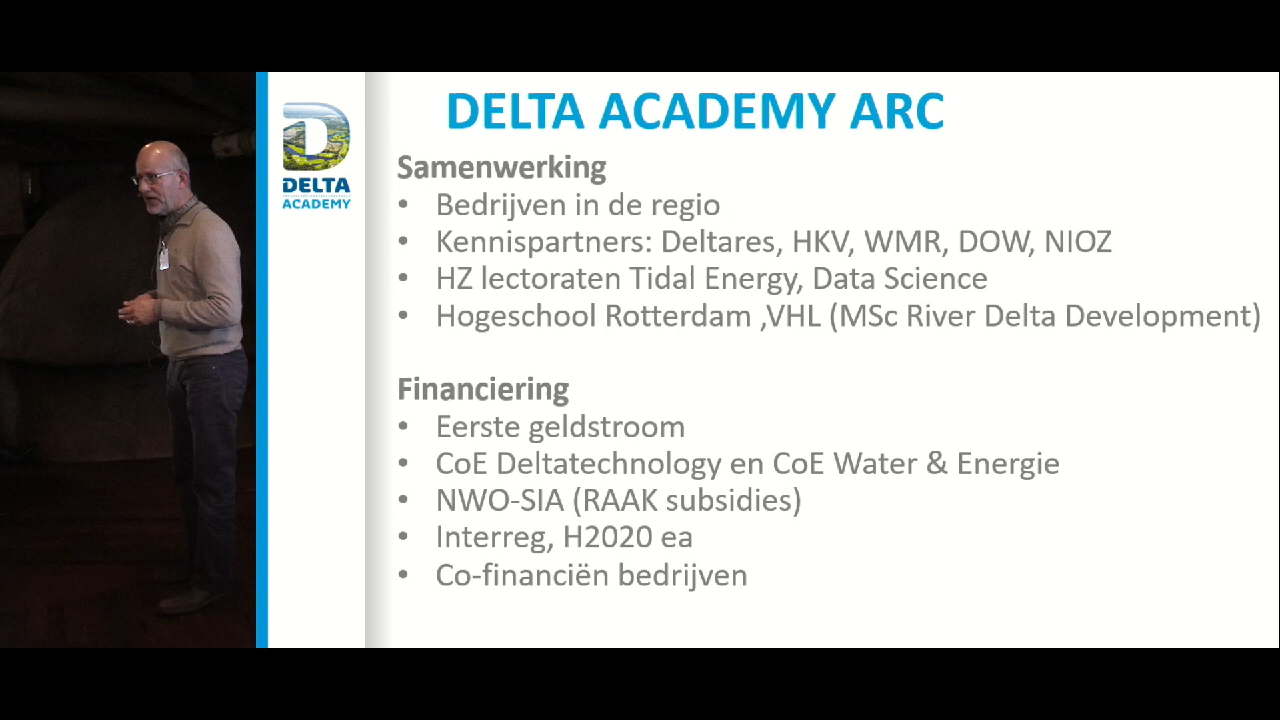 DELTA ACADEMY ARC
DELTA
ACADEMY
Samenwerking
• Bedrijven in de regio
• Kennispartners: Deltares, HKV, WMR, DOW, NIOZ
• HZ lectoraten Tidal Energy, Data Science
• Hogeschool Rotterdam ,VHL (MSc River Delta Development)
Financiering
• Eerste geldstroom
• CoE Deltatechnology en CoE Water & Energie
• NWO-SIA (RAAK subsidies)
• Interreg, H2020 ea
• Co-financiën bedrijven